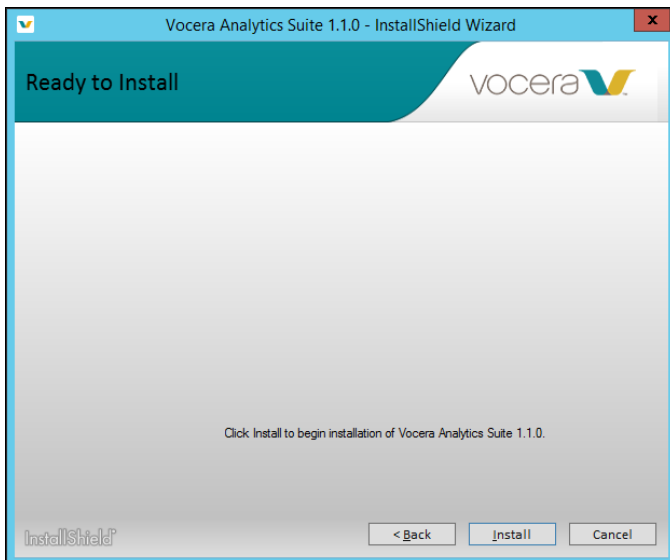 Vocera Analytics Suite 1.1.0 - InstallShield Wizard
x
Ready to Install
vocera
Click Install to begin installation of Vocera Analytics Suite 1.1.0.
InstallShield
< Back Install Cancel